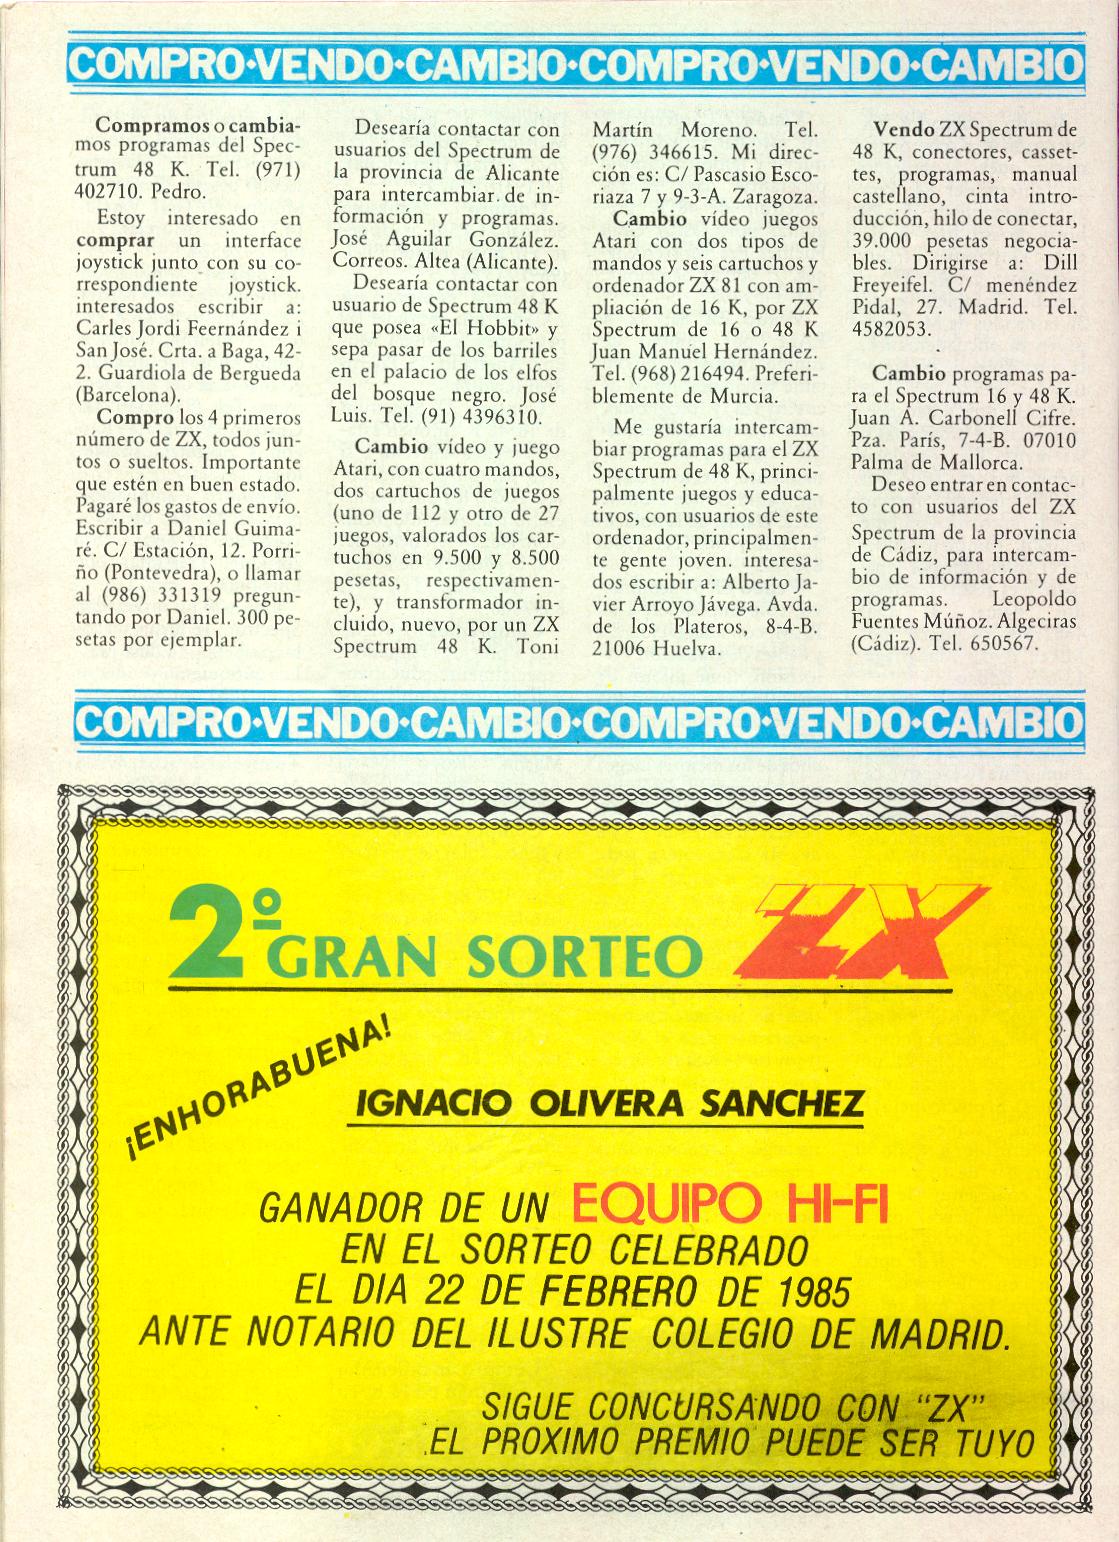 COMPRO·VENDO·CAMBIO·COMPRO·VENDO·CAMBIO
Compramos o cambia-
mos programas del Spec-
trum 48 K. Tel. (971)
402710. Pedro.
Estoy interesado en
comprar un interface
joystick junto con su co-
rrespondiente joystick.
interesados escribir a:
Carles Jordi Feernández i
San José. Crta. a Baga, 42-
2. Guardiola de Bergueda
(Barcelona).
Compro los 4 primeros
número de ZX, todos jun-
tos o sueltos. Importante
que estén en buen estado.
Pagaré los gastos de envío.
Escribir a Daniel Guima-
ré. C/ Estación, 12. Porri-
ño (Pontevedra), o llamar
al (986) 331319 pregun-
tando por Daniel. 300 pe-
setas por ejemplar.
Desearía contactar con
usuarios del Spectrum de
la provincia de Alicante
para intercambiar. de in-
formación y programas.
José Aguilar González.
Correos. Altea (Alicante).
Desearía contactar con
usuario de Spectrum 48 K
que posea «El Hobbit» y
sepa pasar de los barriles
en el palacio de los elfos
del bosque negro. José
Luis. Tel. (91) 4396310.
Cambio vídeo y juego
Atari, con cuatro mandos,
dos cartuchos de juegos
(uno de 112 y otro de 27
juegos, valorados los car-
tuchos en 9.500 y 8.500
pesetas, respectivamen-
te), y transformador in-
cluido, nuevo, por un ZX
Spectrum 48 K. Toni
Martín Moreno. Tel.
(976) 346615. Mi direc-
ción es: C/ Pascasio Esco-
riaza 7 y 9-3-A. Zaragoza.
Cambio vídeo juegos
Atari con dos tipos de
mandos y seis cartuchos y
ordenador ZX 81 con am-
pliación de 16 K, por ZX
Spectrum de 16 o 48 K
Juan Manuel Hernández.
Tel. (968) 216494. Preferi-
blemente de Murcia.
Me gustaría intercam-
biar programas para el ZX
Spectrum de 48 K, princi-
palmente juegos y educa-
tivos, con usuarios de este
ordenador, principalmen-
te gente joven. interesa-
dos escribir a: Alberto Ja-
vier Arroyo Jávega. Avda.
de los Plateros, 8-4-B.
21006 Huelva.
Vendo ZX Spectrum de
48 K, conectores, casset-
tes, programas, manual
castellano, cinta intro-
ducción, hilo de conectar,
39.000 pesetas negocia-
bles. Dirigirse a: Dill
Freyeifel. C/ menéndez
Pidal, 27. Madrid. Tel.
4582053.
Cambio programas pa-
ra el Spectrum 16 y 48 K.
Juan A. Carbonell Cifre.
Pza. París, 7-4-B. 07010
Palma de Mallorca.
Deseo entrar en contac-
to con usuarios del ZX
Spectrum de la provincia
de Cádiz, para intercam-
bio de información y de
programas. Leopoldo
Fuentes Múñoz. Algeciras
(Cádiz). Tel. 650567.
COMPRO·VENDO·CAMBIO·COMPRO·VENDO·CAMBIO
2º GRAN SORTEO ZX
¡ENHORABUENA!
IGNACIO OLIVERA SANCHEZ
GANADOR DE UN EQUIPO HI-FI
EN EL SORTEO CELEBRADO
EL DIA 22 DE FEBRERO DE 1985
ANTE NOTARIO DEL ILUSTRE COLEGIO DE MADRID.
SIGUE CONCURSANDO CON "ZX"
.EL PROXIMO PREMIO PUEDE SER TUYO